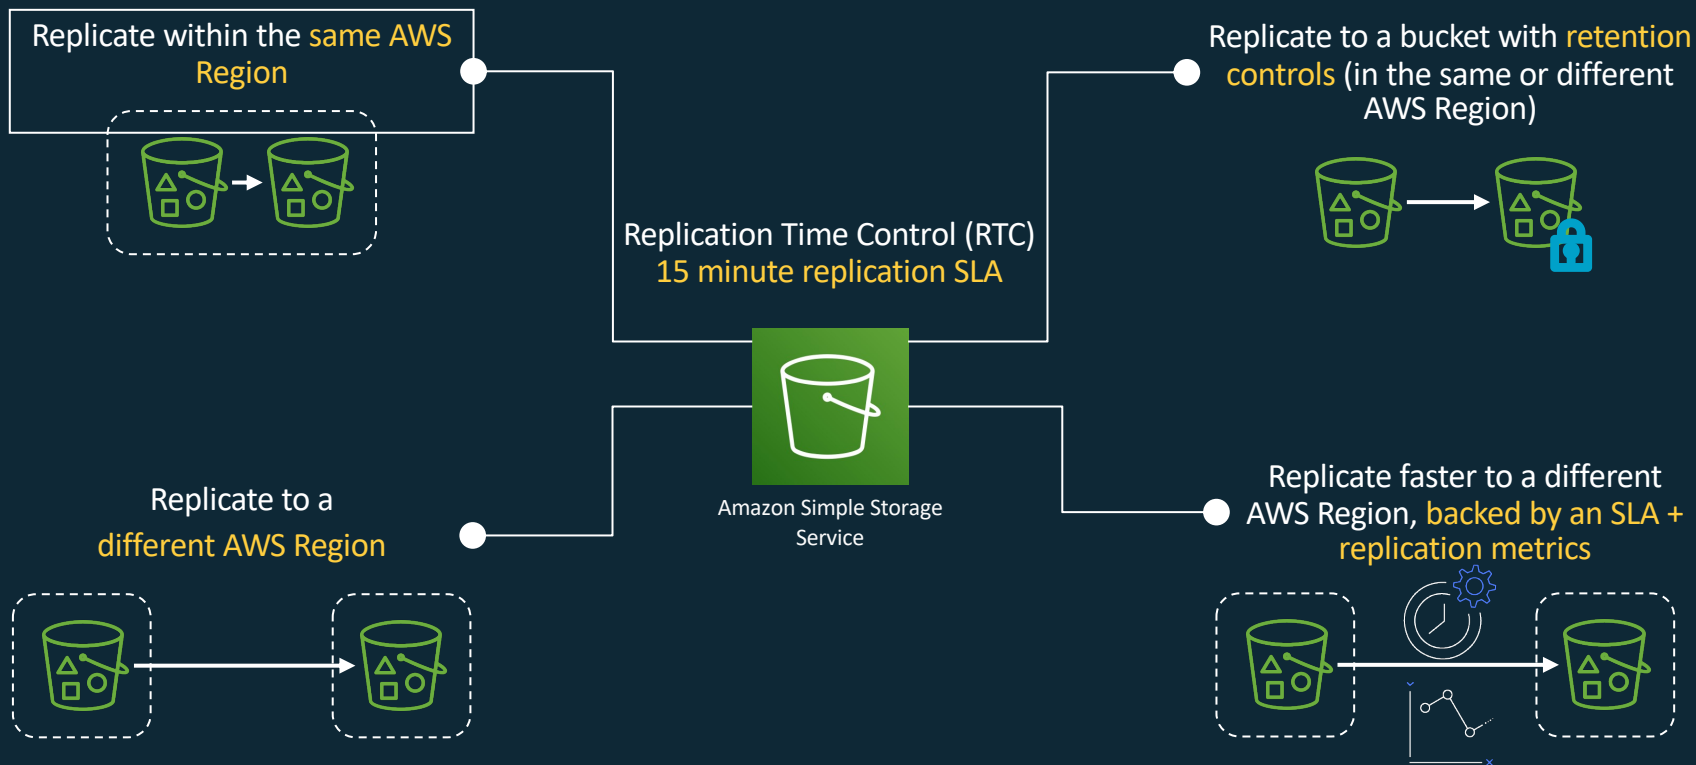 Replicate within the same AWS
Region
Replicate to a bucket with retention
controls (in the same or different
AWS Region)
Replication Time Control (RTC)
15 minute replication SLA
Amazon Simple Storage
Service
Replicate to a
different AWS Region
Replicate faster to a different
AWS Region, backed by an SLA +
replication metrics